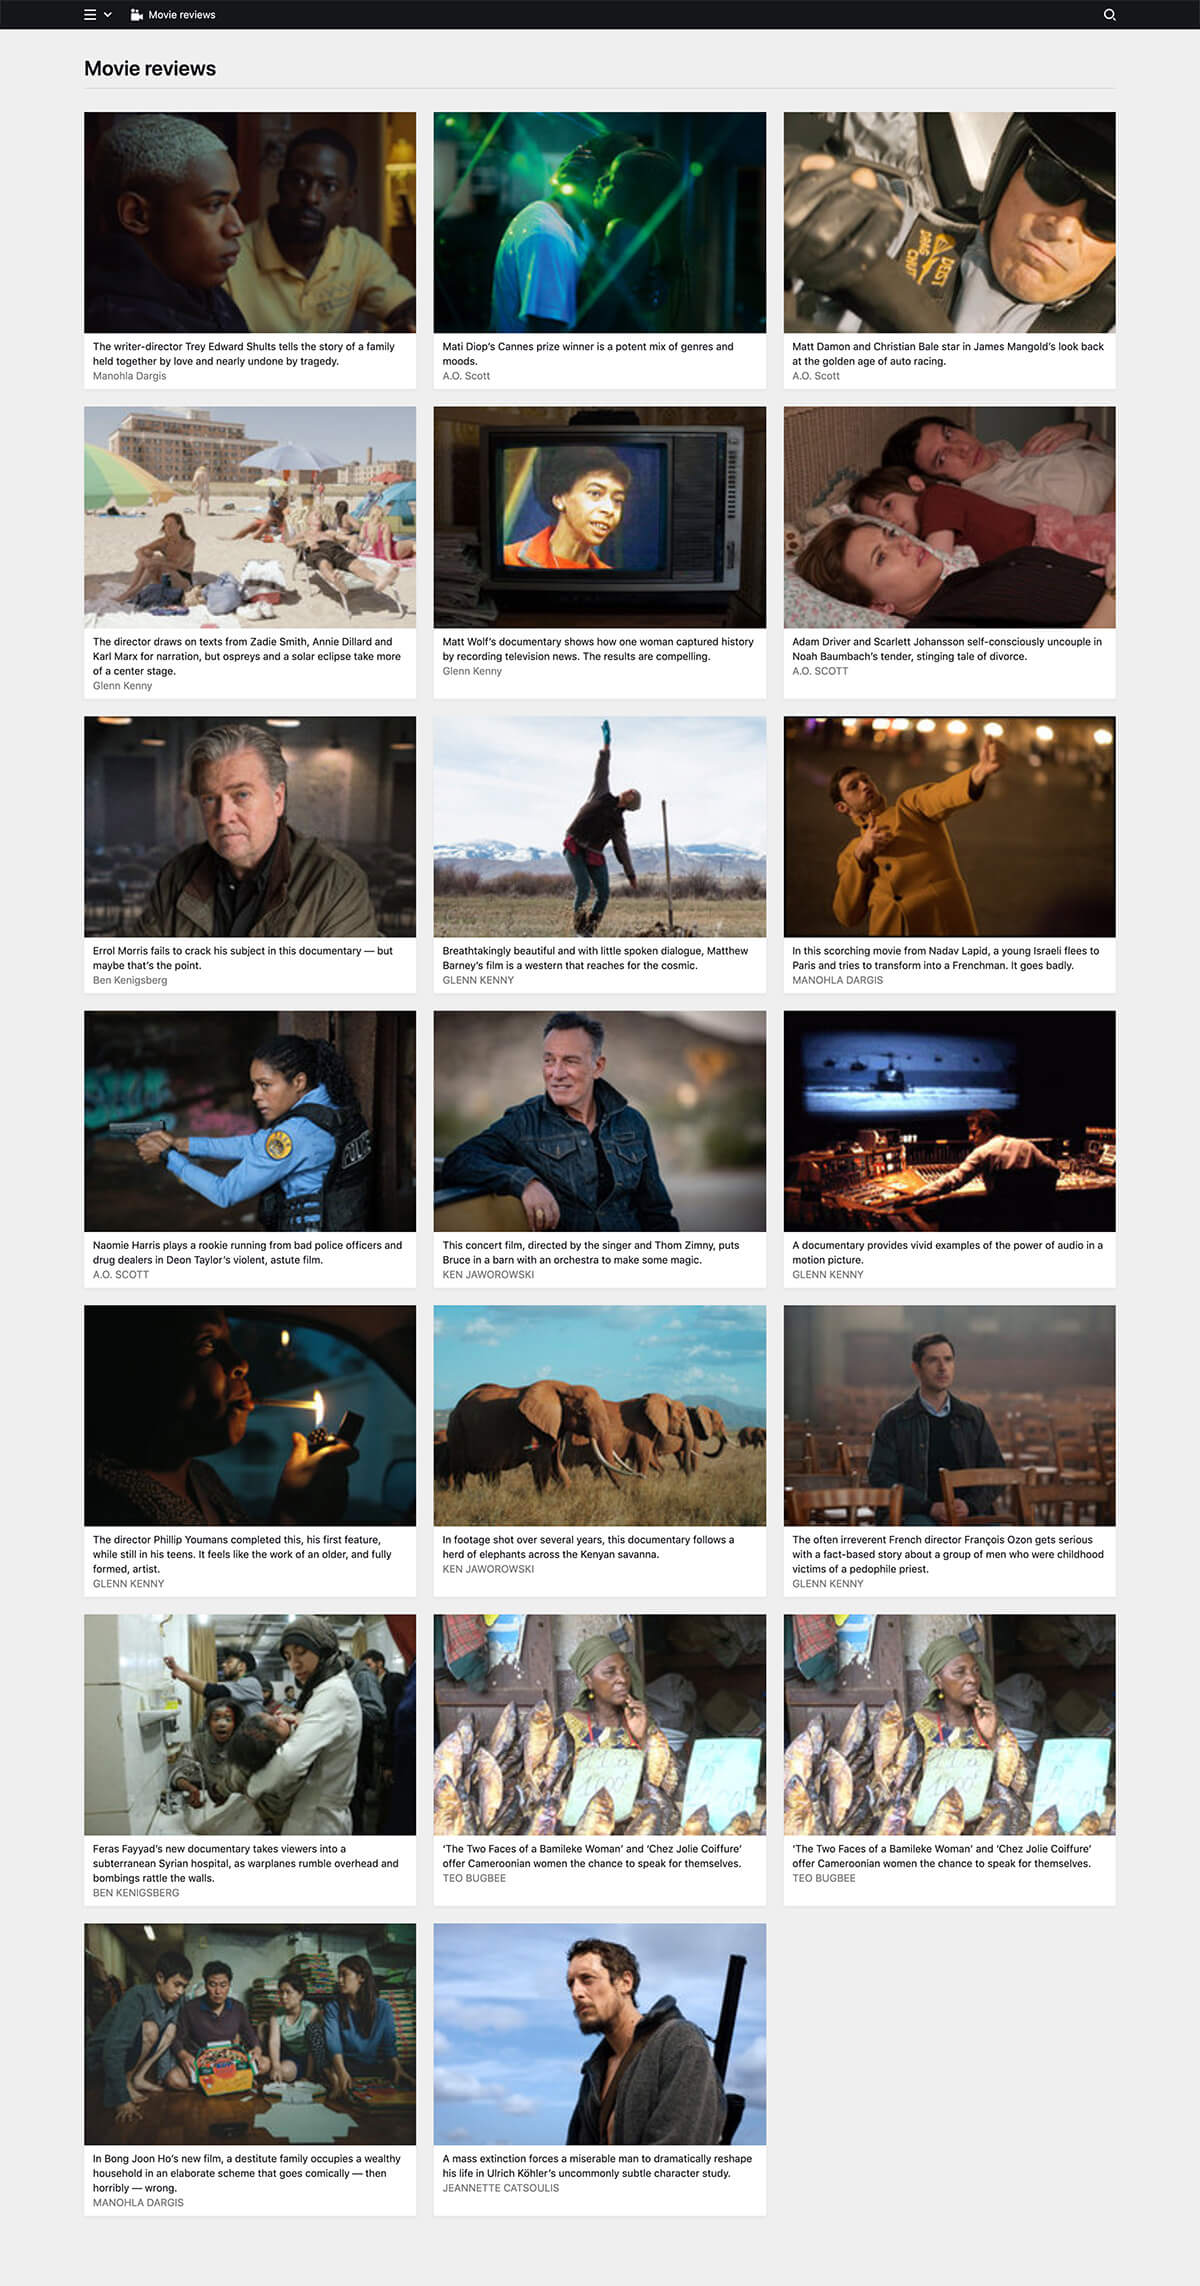 Movie reviews
Movie reviews
DEIST
DRAG
CHUT
The writer-director Trey Edward Shults tells the story of a family
held together by love and nearly undone by tragedy.
Manohla Dargis
Mati Diop’s Cannes prize winner is a potent mix of genres and
moods.
A.O. Scott
Matt Damon and Christian Bale star in James Mangold’s look back
at the golden age of auto racing.
A.O. Scott
The director draws on texts from Zadie Smith, Annie Dillard and
Karl Marx for narration, but ospreys and a solar eclipse take more
of a center stage.
Glenn Kenny
Matt Wolf’s documentary shows how one woman captured history
by recording television news. The results are compelling.
Glenn Kenny
Adam Driver and Scarlett Johansson self-consciously uncouple in
Noah Baumbach’s tender, stinging tale of divorce.
A.O. SCOTT
Errol Morris fails to crack his subject in this documentary — but
maybe that’s the point.
Ben Kenigsberg
Breathtakingly beautiful and with little spoken dialogue, Matthew
Barney’s film is a western that reaches for the cosmic.
GLENN KENNY
In this scorching movie from Nadav Lapid, a young Israeli flees to
Paris and tries to transform into a Frenchman. It goes badly.
MANOHLA DARGIS
POLICE
Naomie Harris plays a rookie running from bad police officers and
drug dealers in Deon Taylor’s violent, astute film.
A.O. SCOTT
This concert film, directed by the singer and Thom Zimny, puts
Bruce in a barn with an orchestra to make some magic.
KEN JAWOROWSKI
A documentary provides vivid examples of the power of audio in a
motion picture.
GLENN KENNY
The director Phillip Youmans completed this, his first feature,
while still in his teens. It feels like the work of an older, and fully
formed, artist.
GLENN KENNY
In footage shot over several years, this documentary follows a
herd of elephants across the Kenyan savanna.
KEN JAWOROWSKI
The often irreverent French director François Ozon gets serious
with a fact-based story about a group of men who were childhood
victims of a pedophile priest.
GLENN KENNY
Feras Fayyad’s new documentary takes viewers into a
subterranean Syrian hospital, as warplanes rumble overhead and
bombings rattle the walls.
BEN KENIGSBERG
‘The Two Faces of a Bamileke Woman’ and ‘Chez Jolie Coiffure’
offer Cameroonian women the chance to speak for themselves.
TEO BUGBEE
‘The Two Faces of a Bamileke Woman’ and ‘Chez Jolie Coiffure’
offer Cameroonian women the chance to speak for themselves.
TEO BUGBEE
In Bong Joon Ho’s new film, a destitute family occupies a wealthy
household in an elaborate scheme that goes comically — then
horribly — wrong.
MANOHLA DARGIS
A mass extinction forces a miserable man to dramatically reshape
his life in Ulrich Köhler’s uncommonly subtle character study.
JEANNETTE CATSOULIS